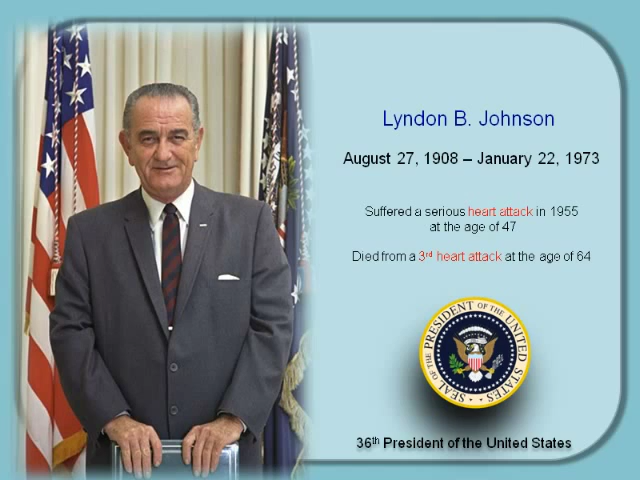 Lyndon B. Johnson
August 27, 1908 – January 22, 1973
Suffered a serious heart attack in 1955
at the age of 47
Died from a 3rd heart attack at the age of 64
SEAL OF THE PRESIDENT OF THE UNITED STATES
36th President of the United States